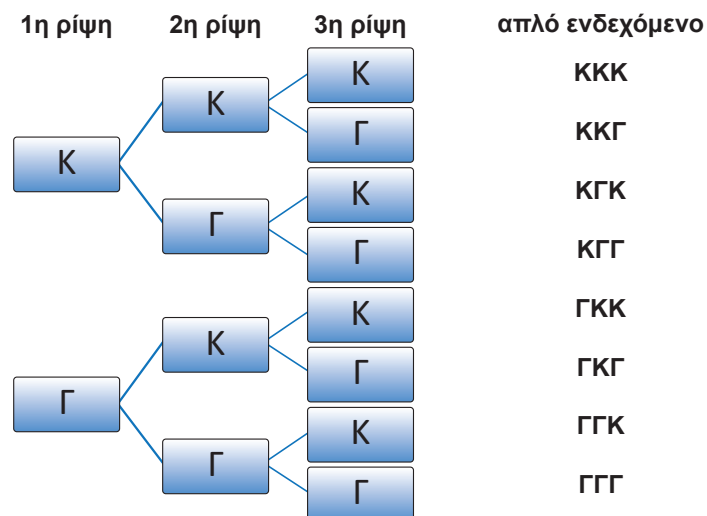 1η ρίψη 2η ρίψη 3η ρίψη απλό ενδεχόμενο
Κ ΚΚΚ
Κ
Γ ΚΚΓ
Κ
Κ ΚΓΚ
Γ
Γ ΚΓΓ
Κ ΓΚΚ
Κ
Γ ΓΚΓ
Γ
Κ ΓΓΚ
Γ
Γ ΓΓΓ